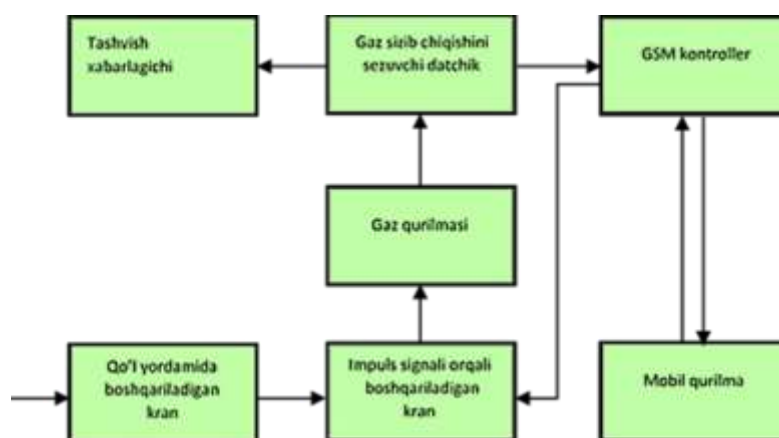 Tashvish
xabarlagichi
Gaz sizib chiqishini
sezuvchi datchik
GSM kontroller
Gaz qurilmasi
Qo'l yordamida
boshqariladigan
kran
Impuls signali orqali
boshqariladigan
kran
Mobil qurilma